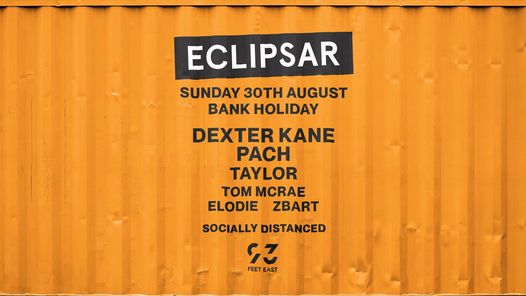 ECLIPSAR
SUNDAY 30TH AUGUST
BANK HOLIDAY
DEXTER KANE
PACH
TAYLOR
TOM MCRAE
ELODIE ZBART
SOCIALLY DISTANCED
93
FEET EAST